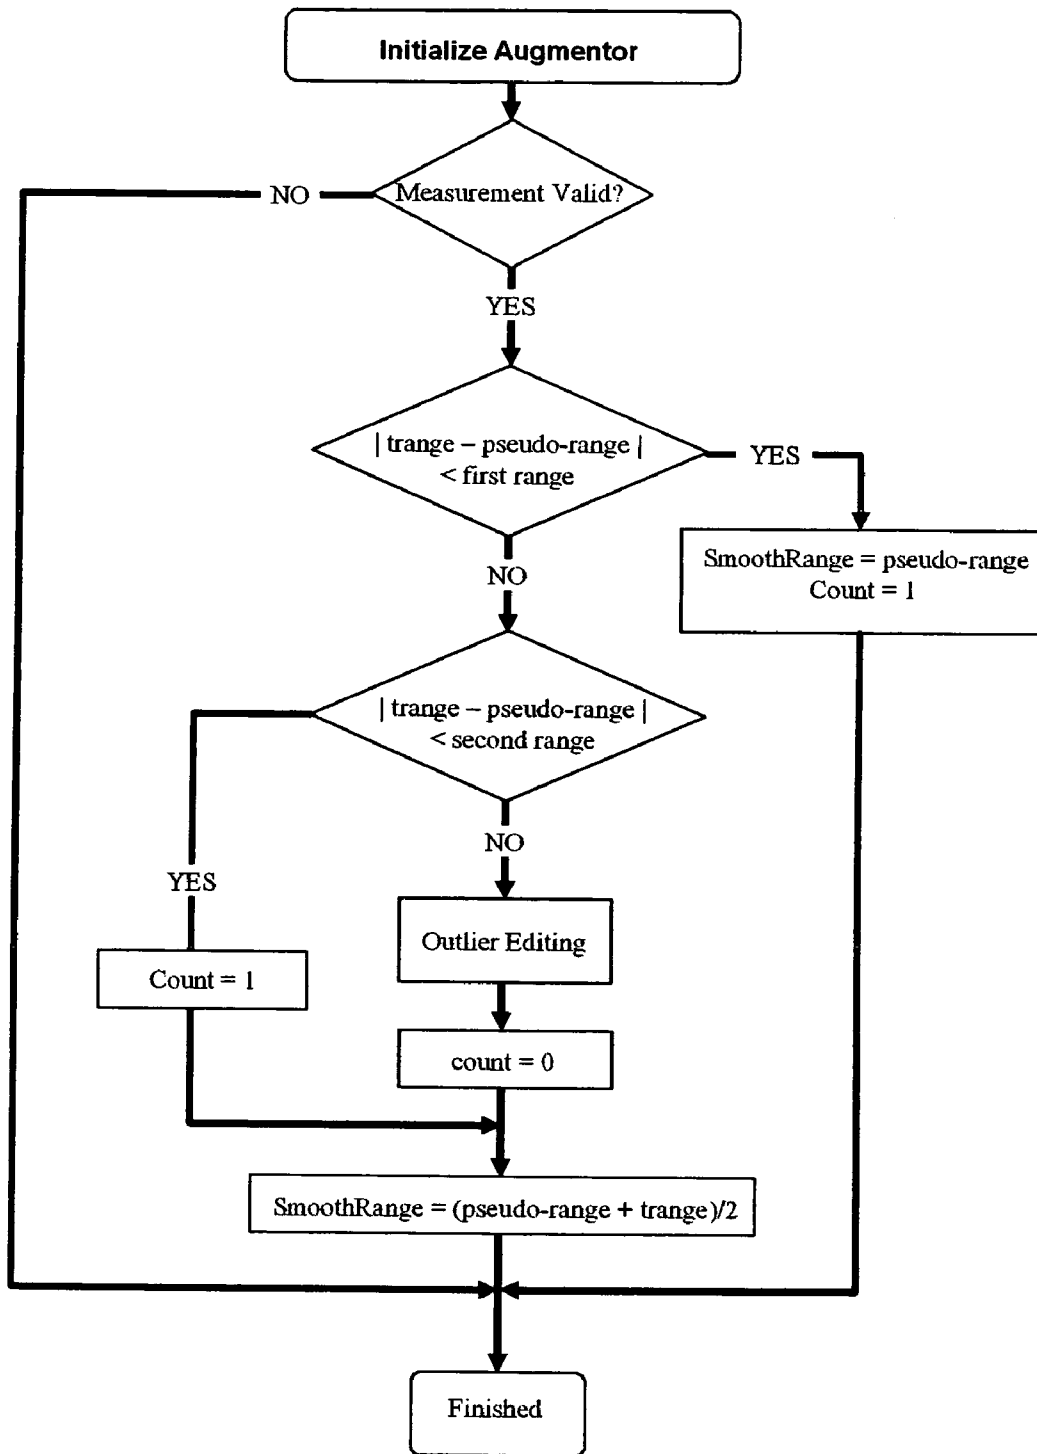 Initialize Augmentor
Measurement Valid?
NO
YES
| trange – pseudo-range |
< first range
YES
SmoothRange = pseudo-range
Count = 1
NO
| trange – pseudo-range |
< second range
NO
YES
Outlier Editing
Count = 1
count = 0
SmoothRange = (pseudo-range + trange)/2
Finished